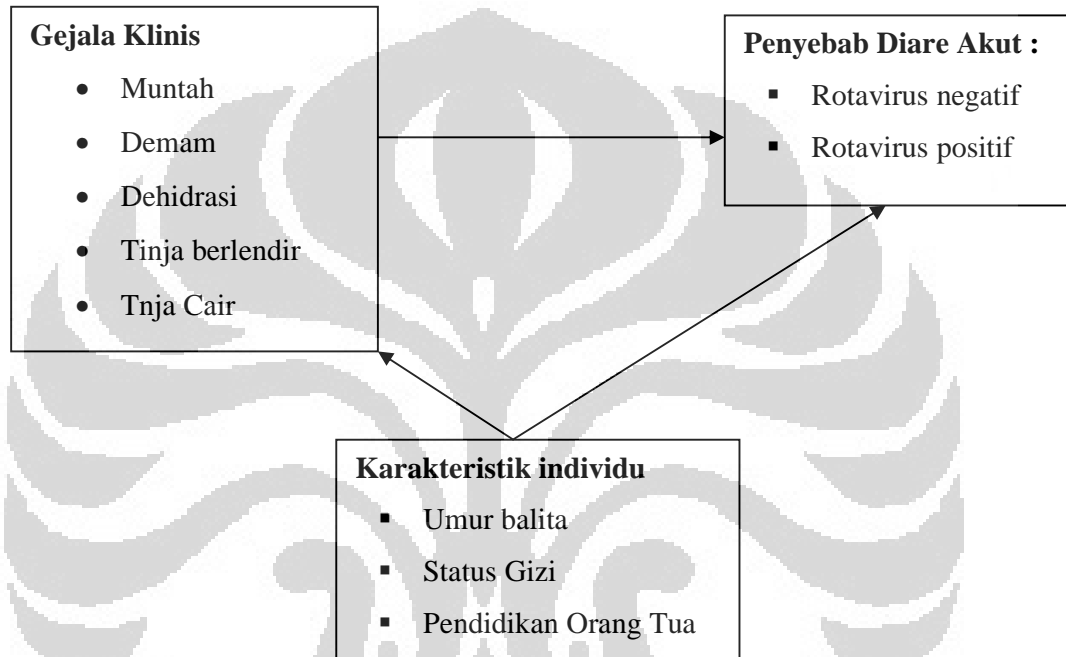 Gejala Klinis
• Muntah
• Demam
• Dehidrasi
• Tinja berlendir
• Tnja Cair
Penyebab Diare Akut :
▪ Rotavirus negatif
▪ Rotavirus positif
Karakteristik individu
▪ Umur balita
▪ Status Gizi
▪ Pendidikan Orang Tua